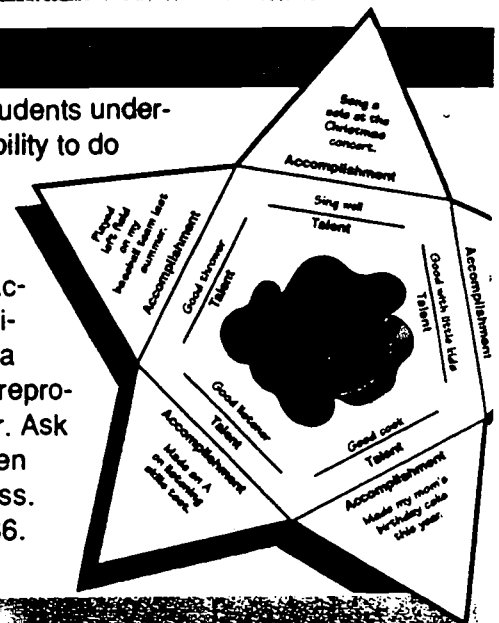 udents under-
bility to do
c-
i-
a
repro-
r. Ask
en
ss.
36.
Sang a
solo at the
Christmas
concert.
Accomplishment
Sing well
Talent
Played
left field
on my
baseball team last
summer.
Accomplishment
Good thrower
Talent
Accomplishment
Good with little kids
Talent
Good listener
Talent
Accomplishment
Made an A
on listening
skills test.
Good cook
Talent
Accomplishment
Made my mom's
birthday cake
this year.